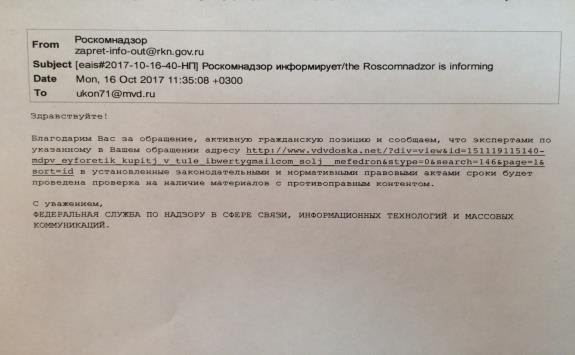 From Роскомнадзор
zapret-info-out@rkn.gov.ru
Subject [eais#2017-10-16-40-НП] Роскомнадзор информирует/the Roscomnadzor is informing
Date Mon, 16 Oct 2017 11:35:08 +0300
To ukon71@mvd.ru
Здравствуйте!
Благодарим Вас за обращение, активную гражданскую позицию и сообщаем, что экспертами по
указанному в Вашем обращении адресу http://www.vdvdoska.net/?div=view&id=151119115140-
mdpv_eyforetik_kupitj_v_tule_ibwertygmailcom_solj__mefedron&stype=0&search=146&page=1&
sort=id в установленные законодательными и нормативными правовыми актами сроки будет
проведена проверка на наличие материалов с противоправным контентом.
С уважением,
ФЕДЕРАЛЬНАЯ СЛУЖБА ПО НАДЗОРУ В СФЕРЕ СВЯЗИ, ИНФОРМАЦИОННЫХ ТЕХНОЛОГИЙ И МАССОВЫХ
КОММУНИКАЦИЙ.